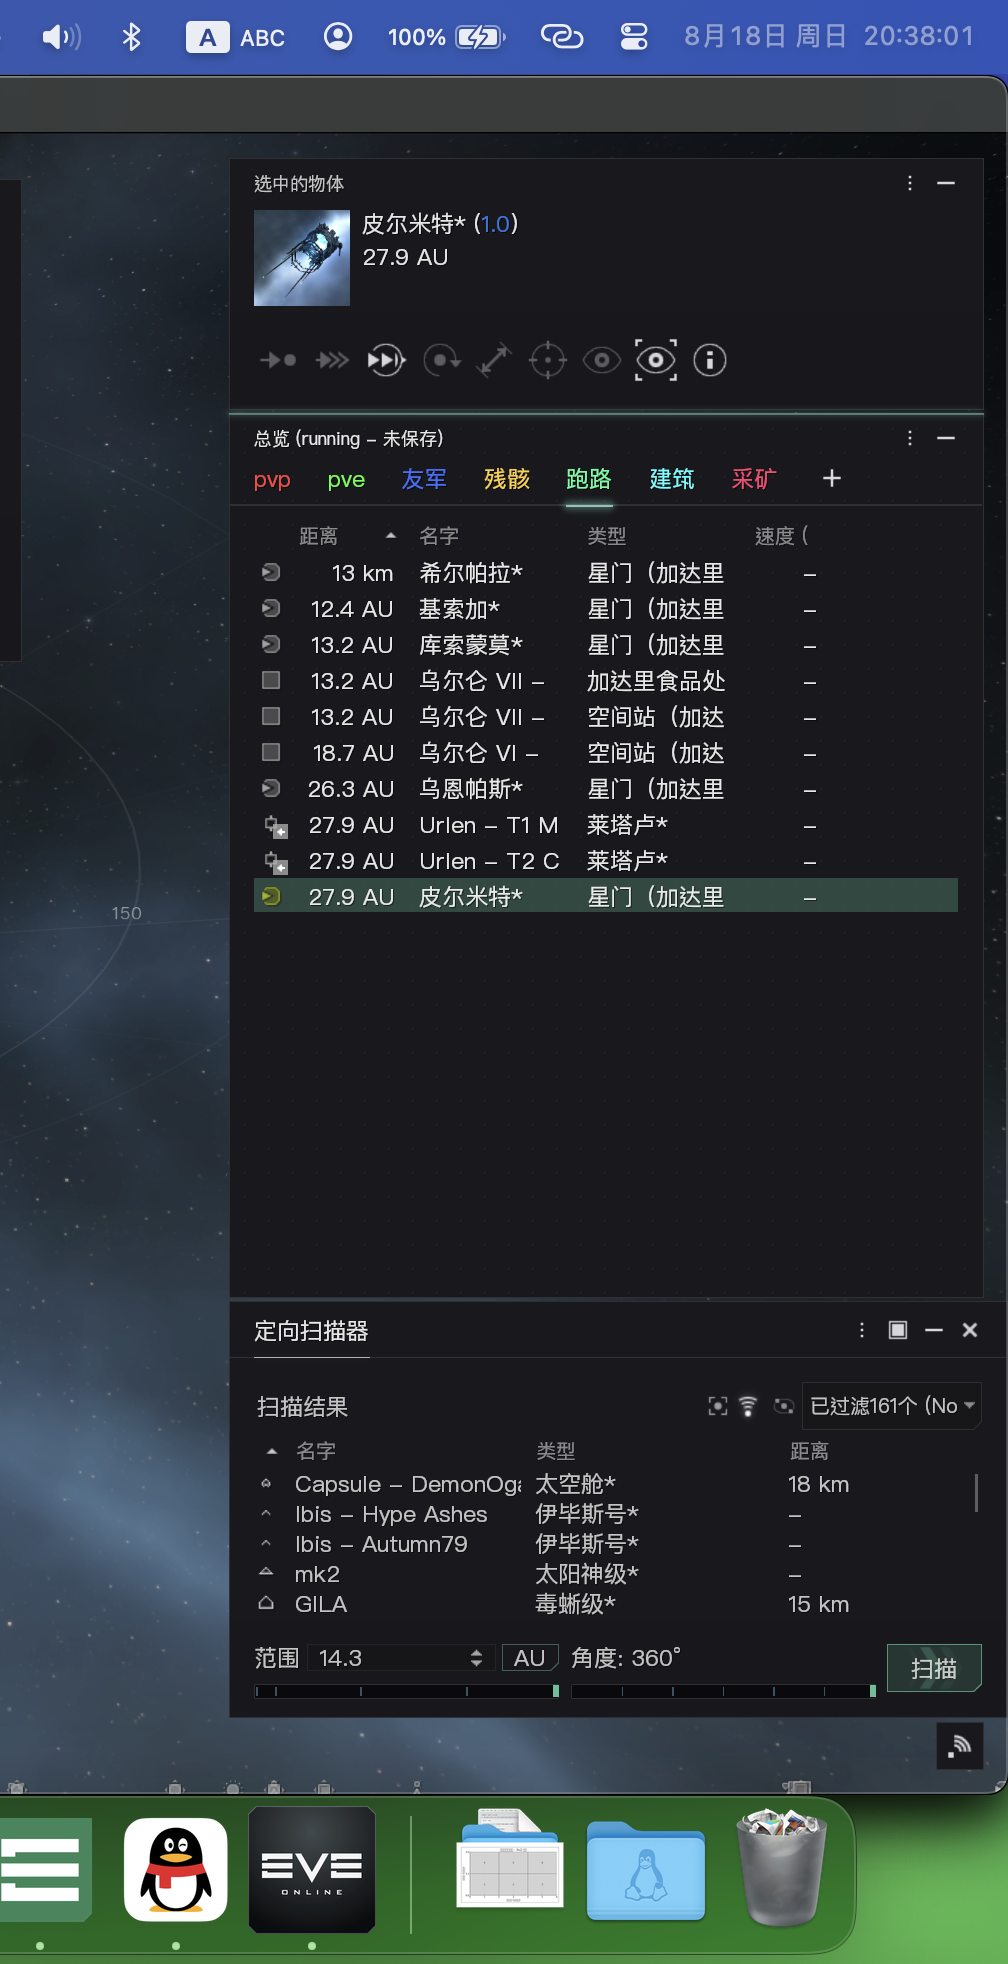 A ABC 100% 8月18日 周日 20:38:01
选中的物体
皮尔米特* (1.0)
27.9 AU
总览 (running – 未保存)
pvp pve 友军 残骸 跑路 建筑 采矿 +
距离 名字 类型 速度 (
13 km 希尔帕拉* 星门（加达里 –
12.4 AU 基索加* 星门（加达里 –
13.2 AU 库索蒙莫* 星门（加达里 –
13.2 AU 乌尔仑 VII – 加达里食品处 –
13.2 AU 乌尔仑 VII – 空间站（加达 –
18.7 AU 乌尔仑 VI – 空间站（加达 –
26.3 AU 乌恩帕斯* 星门（加达里 –
27.9 AU Urlen – T1 M 莱塔卢* –
27.9 AU Urlen – T2 C 莱塔卢* –
27.9 AU 皮尔米特* 星门（加达里 –
150
定向扫描器
扫描结果 已过滤161个 (No
名字 类型 距离
Capsule – DemonOga 太空舱* 18 km
Ibis – Hype Ashes 伊毕斯号* –
Ibis – Autumn79 伊毕斯号* –
mk2 太阳神级* –
GILA 毒蜥级* 15 km
范围 14.3 AU 角度: 360° 扫描
EVE
ONLINE